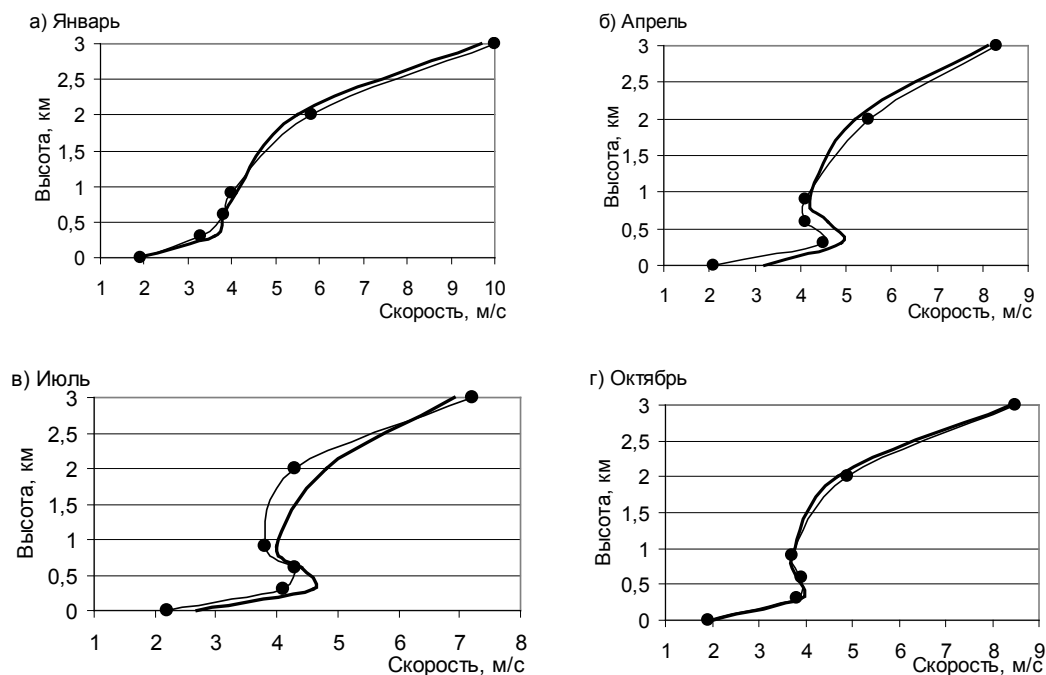 а) Январь
Высота, км
3
2,5
2
1,5
1
0,5
0
1 2 3 4 5 6 7 8 9 10
Скорость, м/с
б) Апрель
Высота, км
3
2,5
2
1,5
1
0,5
0
1 2 3 4 5 6 7 8 9
Скорость, м/с
в) Июль
Высота, км
3
2,5
2
1,5
1
0,5
0
1 2 3 4 5 6 7 8
Скорость, м/с
г) Октябрь
Высота, км
3
2,5
2
1,5
1
0,5
0
1 2 3 4 5 6 7 8 9
Скорость, м/с